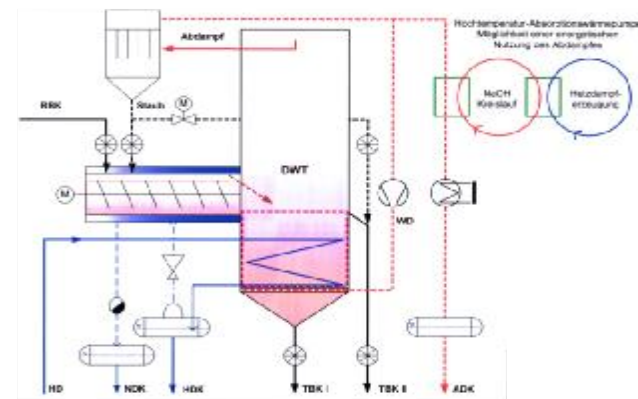 Hochtemperatur-Absorptionswärmepumpe
Möglichkeit einer energetischen
Nutzung des Abdampfes
Abdampf
NaOH
Kreislauf
Heizdampf-
erzeugung
RBK
Staub
M
DWT
M
WD
HD
NDK
HDK
TBK I
TBK II
ADK